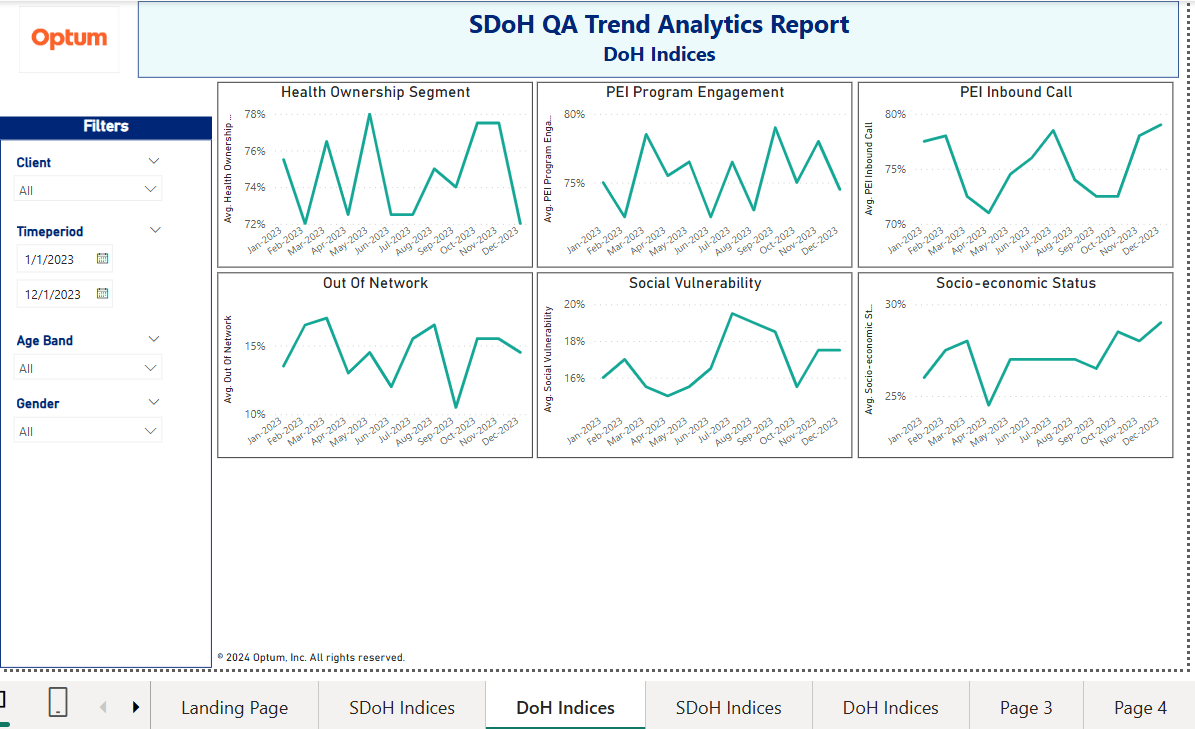 Optum
SDoH QA Trend Analytics Report
DoH Indices
Filters
Client
All
Timeperiod
1/1/2023
12/1/2023
Age Band
All
Gender
All
Health Ownership Segment
Avg. Health Ownership ...
78%
76%
74%
72%
Jan-2023
Feb-2023
Mar-2023
Apr-2023
May-2023
Jun-2023
Jul-2023
Aug-2023
Sep-2023
Oct-2023
Nov-2023
Dec-2023
PEI Program Engagement
Avg. PEI Program Enga...
80%
75%
Jan-2023
Feb-2023
Mar-2023
Apr-2023
May-2023
Jun-2023
Jul-2023
Aug-2023
Sep-2023
Oct-2023
Nov-2023
Dec-2023
PEI Inbound Call
Avg. PEI Inbound Call
80%
75%
70%
Jan-2023
Feb-2023
Mar-2023
Apr-2023
May-2023
Jun-2023
Jul-2023
Aug-2023
Sep-2023
Oct-2023
Nov-2023
Dec-2023
Out Of Network
Avg. Out Of Network
15%
10%
Jan-2023
Feb-2023
Mar-2023
Apr-2023
May-2023
Jun-2023
Jul-2023
Aug-2023
Sep-2023
Oct-2023
Nov-2023
Dec-2023
Social Vulnerability
Avg. Social Vulnerability
20%
18%
16%
Jan-2023
Feb-2023
Mar-2023
Apr-2023
May-2023
Jun-2023
Jul-2023
Aug-2023
Sep-2023
Oct-2023
Nov-2023
Dec-2023
Socio-economic Status
Avg. Socio-economic St...
30%
25%
Jan-2023
Feb-2023
Mar-2023
Apr-2023
May-2023
Jun-2023
Jul-2023
Aug-2023
Sep-2023
Oct-2023
Nov-2023
Dec-2023
© 2024 Optum, Inc. All rights reserved.
Landing Page
SDoH Indices
DoH Indices
SDoH Indices
DoH Indices
Page 3
Page 4